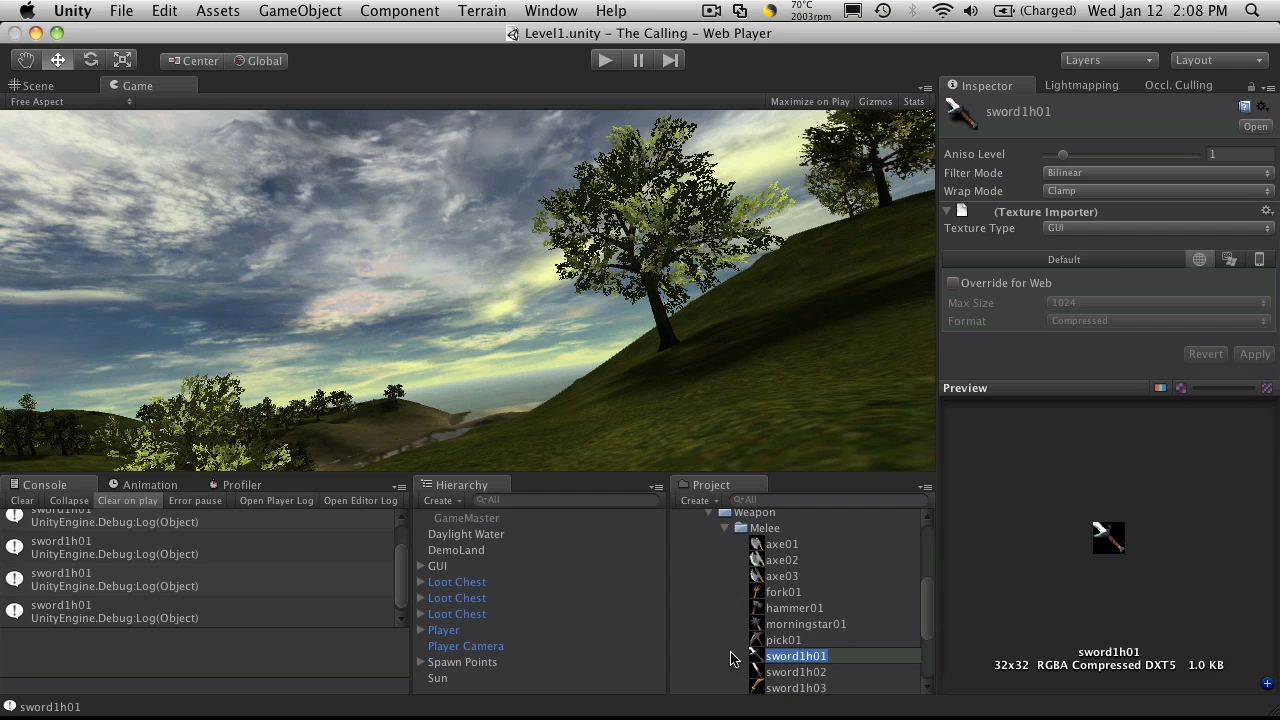 Unity File Edit Assets GameObject Component Terrain Window Help 70°C 2003rpm (Charged) Wed Jan 12 2:08 PM
Level1.unity – The Calling – Web Player
Center Global Layers Layout
Scene Game
Free Aspect Maximize on Play Gizmos Stats
Inspector Lightmapping Occl. Culling
sword1h01
Open
Aniso Level 1
Filter Mode Bilinear
Wrap Mode Clamp
(Texture Importer)
Texture Type GUI
Default
Override for Web
Max Size 1024
Format Compressed
Revert Apply
Preview
sword1h01
32x32 RGBA Compressed DXT5 1.0 KB
Console Animation Profiler
Clear Collapse Clear on play Error pause Open Player Log Open Editor Log
sword1h01
UnityEngine.Debug:Log(Object)
sword1h01
UnityEngine.Debug:Log(Object)
sword1h01
UnityEngine.Debug:Log(Object)
sword1h01
UnityEngine.Debug:Log(Object)
Hierarchy
Create All
GameMaster
Daylight Water
DemoLand
GUI
Loot Chest
Loot Chest
Loot Chest
Player
Player Camera
Spawn Points
Sun
Project
Create All
Weapon
Melee
axe01
axe02
axe03
fork01
hammer01
morningstar01
pick01
sword1h01
sword1h02
sword1h03
sword1h01